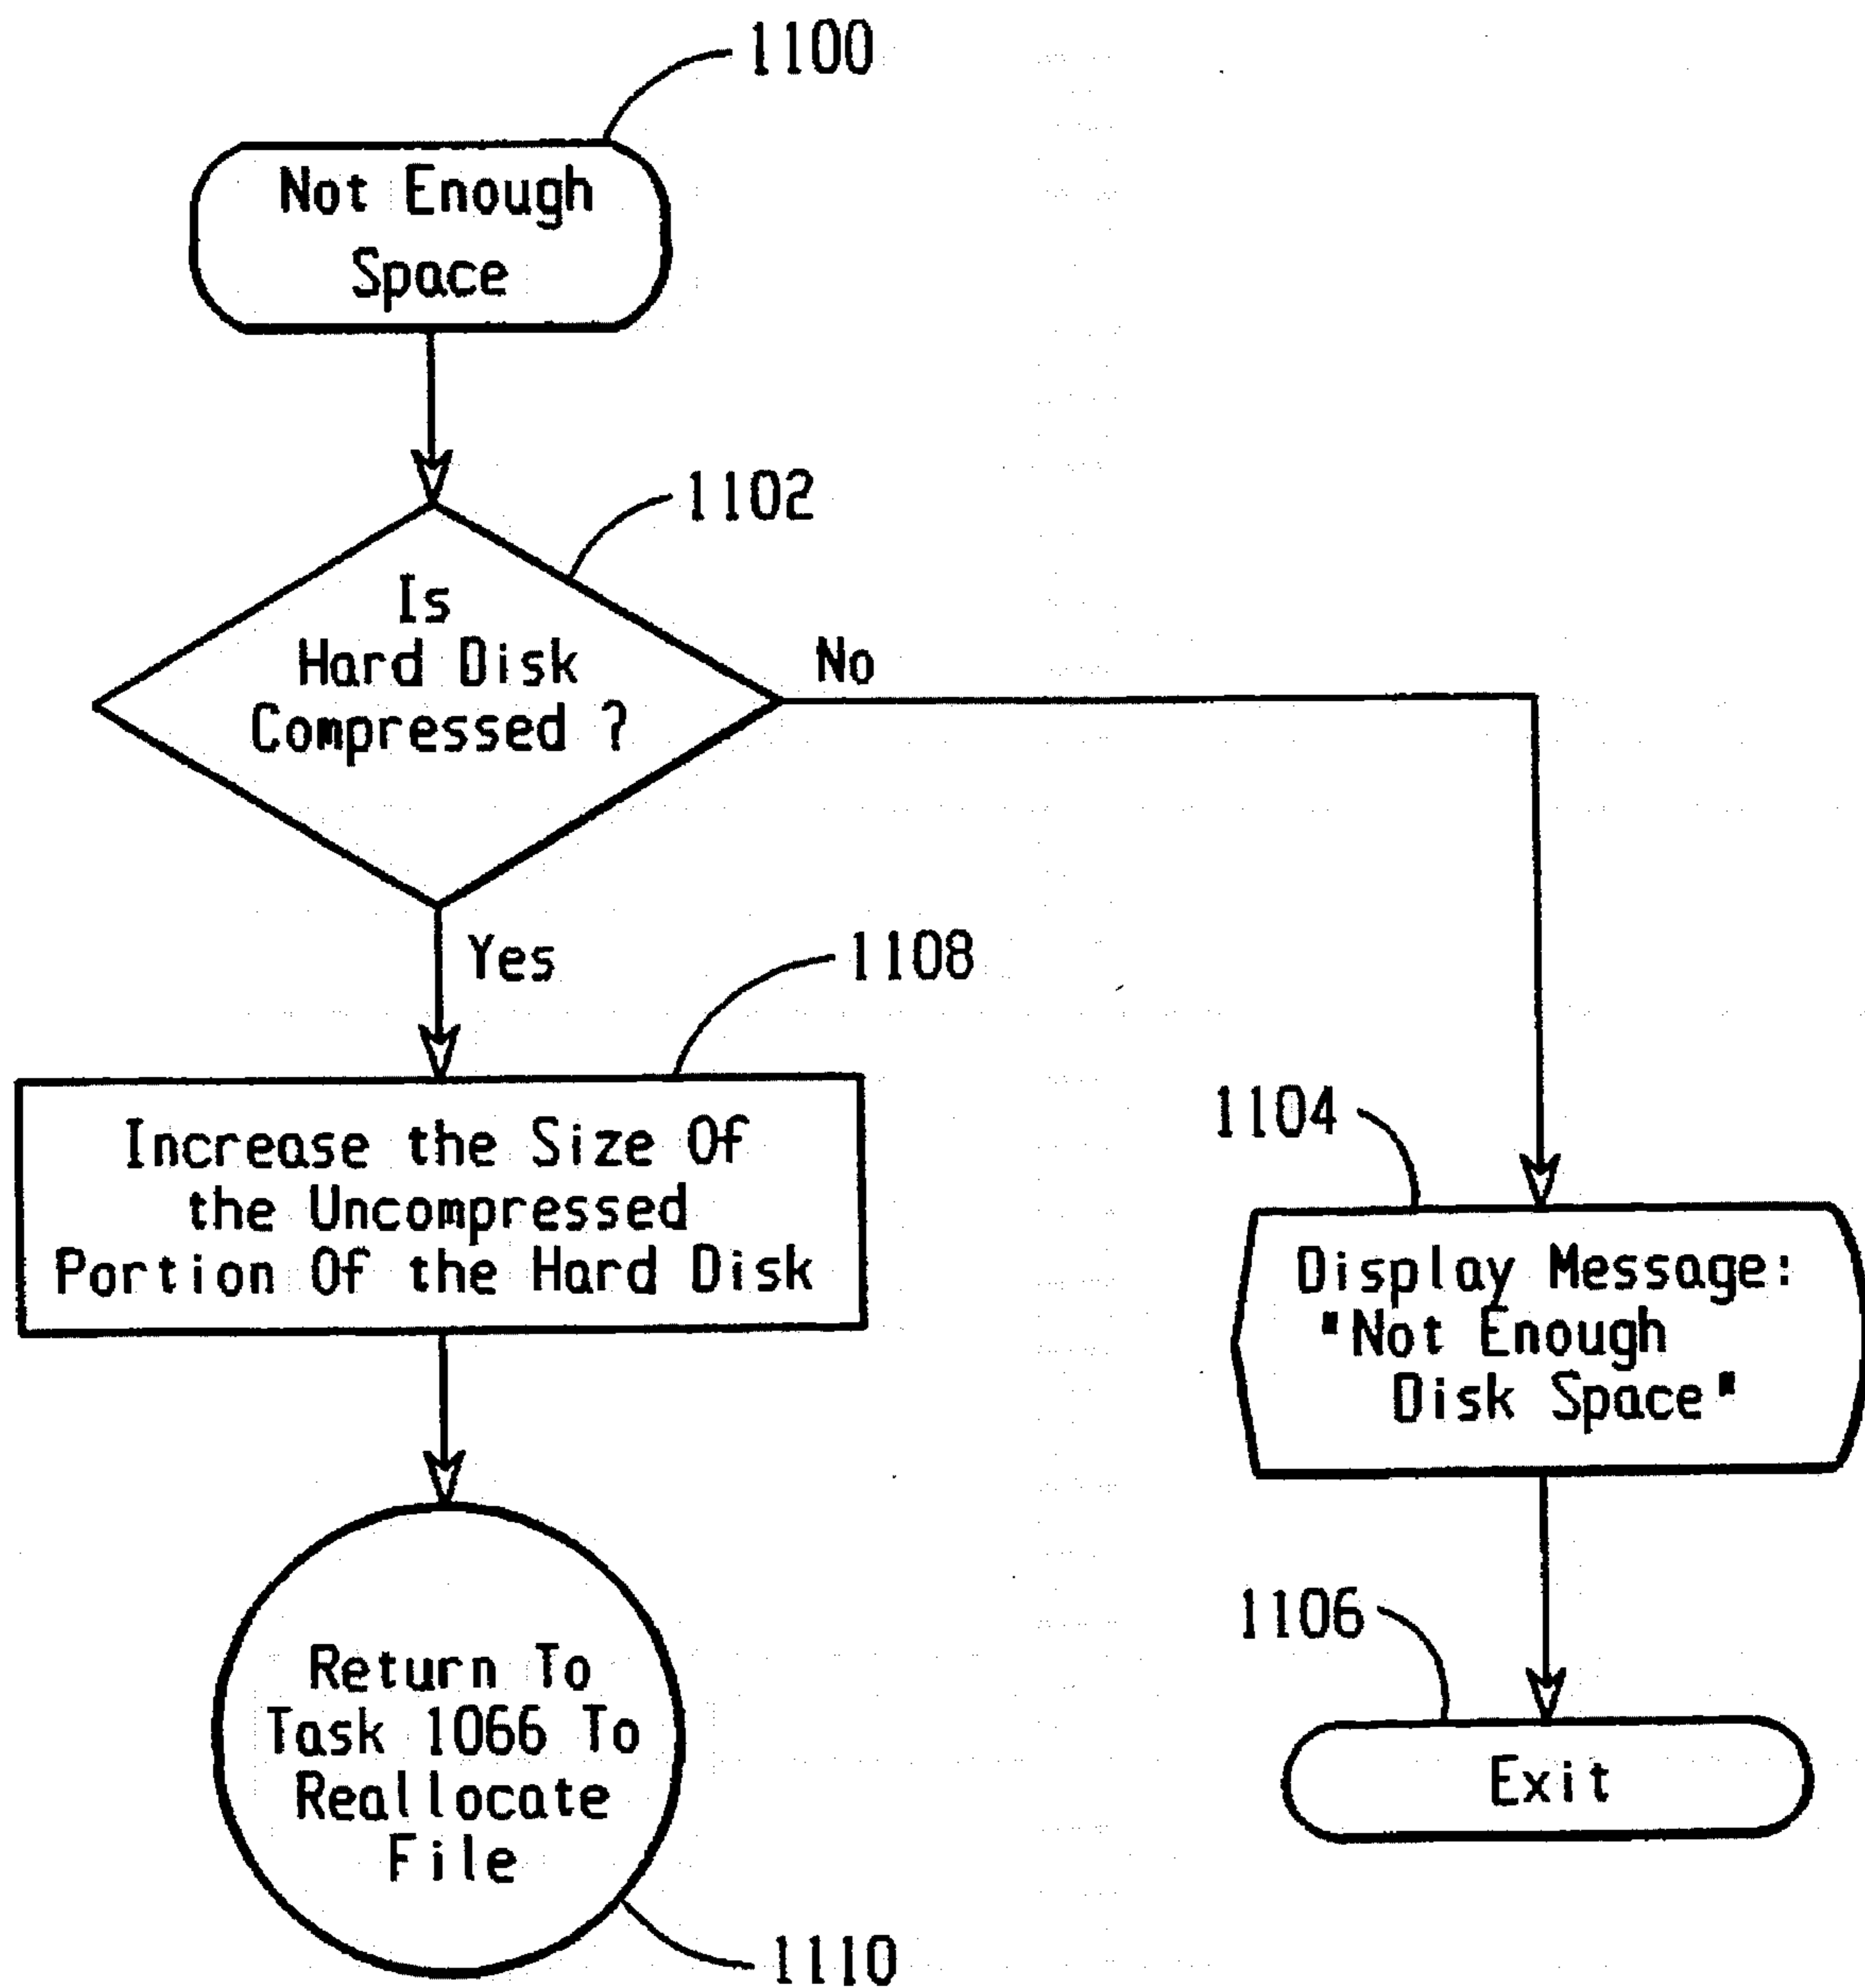 1100
Not Enough
Space
1102
Is
Hard Disk
Compressed ?
No
Yes
1108
Increase the Size Of
the Uncompressed
Portion Of the Hard Disk
1104
Display Message:
"Not Enough
Disk Space"
Return To
Task 1066 To
Reallocate
File
1110
1106
Exit